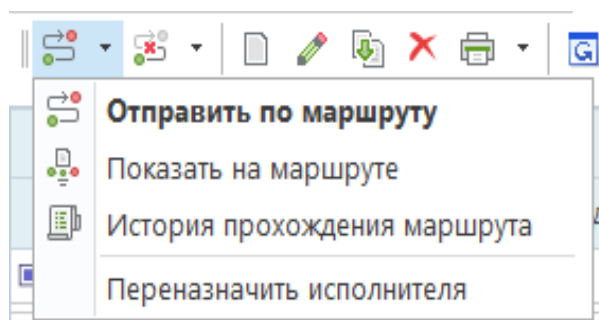 Отправить по маршруту
Показать на маршруте
История прохождения маршрута
Переназначить исполнителя